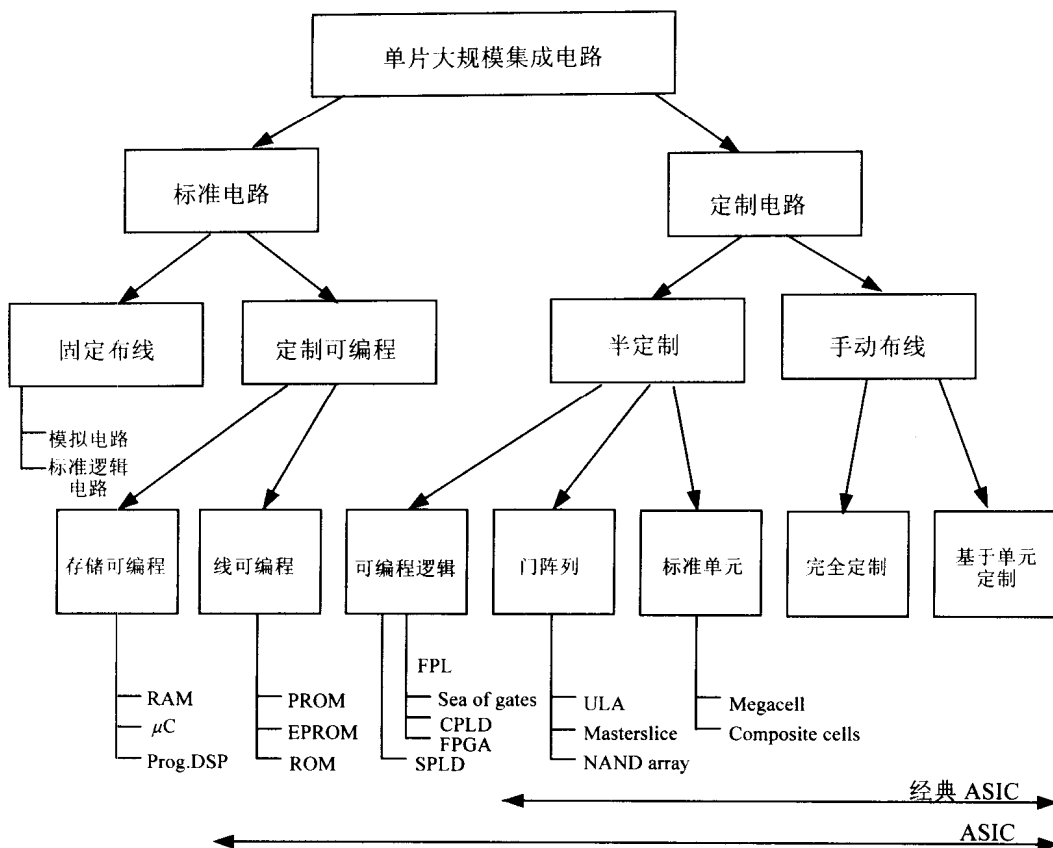 单片大规模集成电路
标准电路
定制电路
固定布线
定制可编程
半定制
手动布线
模拟电路
标准逻辑
电路
存储可编程
线可编程
可编程逻辑
门阵列
标准单元
完全定制
基于单元
定制
RAM
μC
Prog.DSP
PROM
EPROM
ROM
FPL
Sea of gates
CPLD
FPGA
SPLD
ULA
Masterslice
NAND array
Megacell
Composite cells
经典 ASIC
ASIC